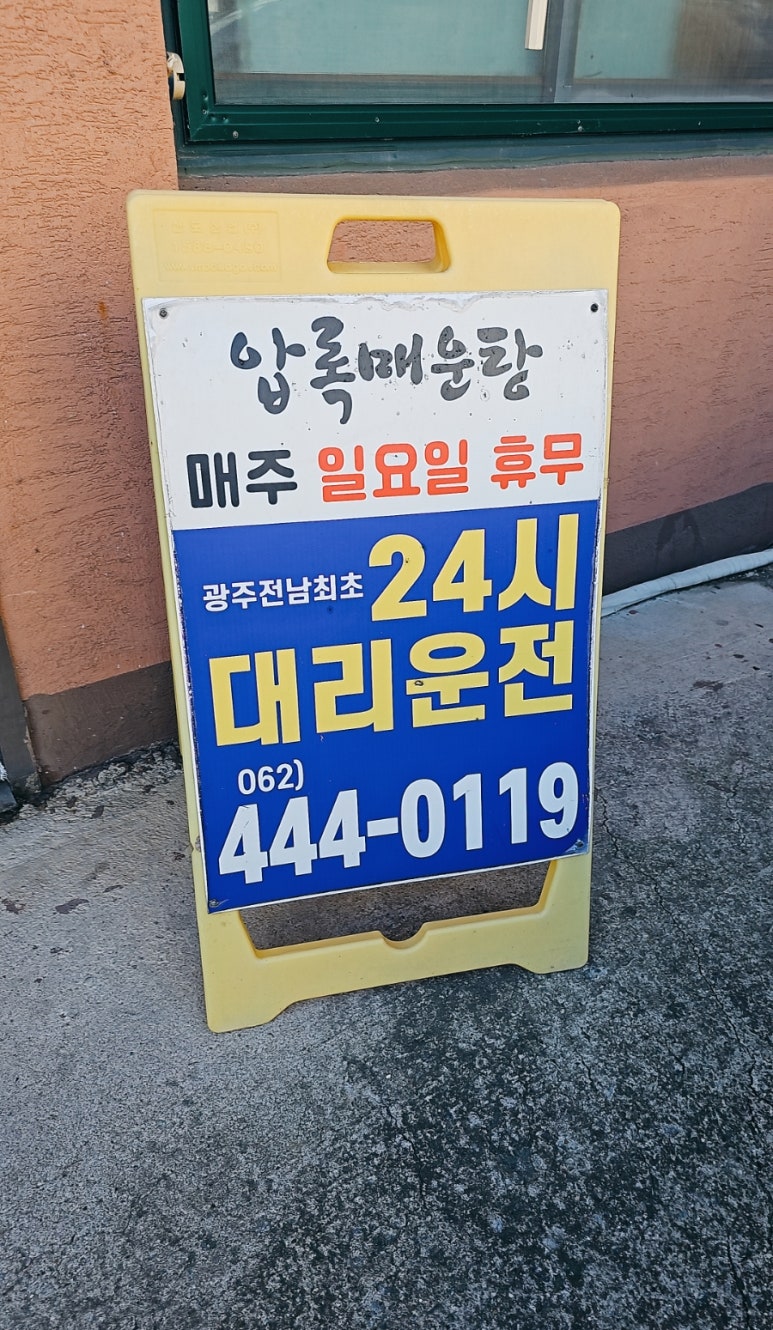 압록매운탕
매주 일요일 휴무
광주전남최초 24시
대리운전
062)
444-0119